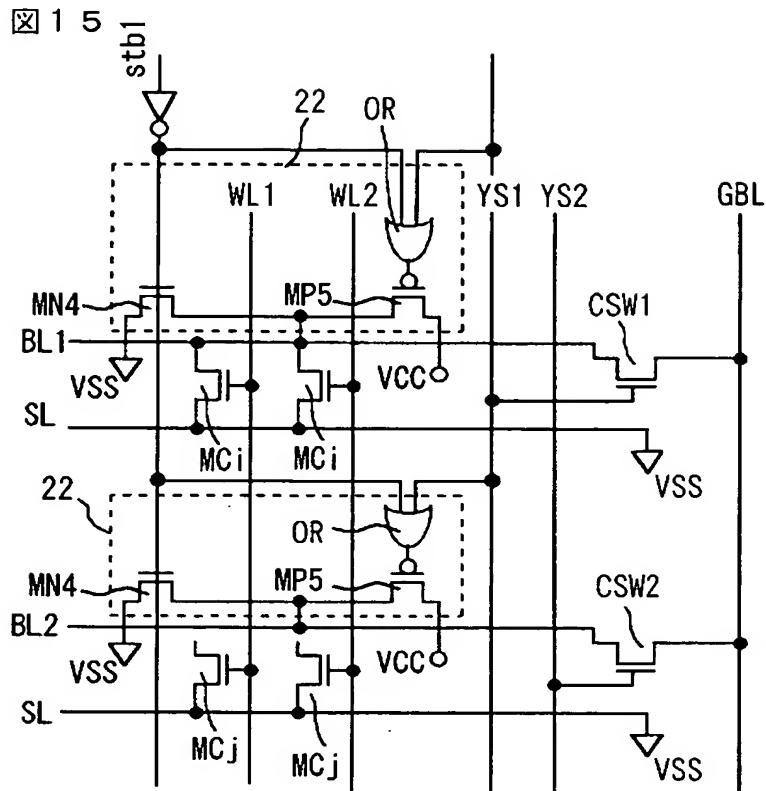 図１５
stb1
22
OR
WL1
WL2
YS1
YS2
GBL
MN4
MP5
CSW1
BL1
VSS
VCC
SL
MCi
MCi
VSS
22
OR
MN4
MP5
CSW2
BL2
VSS
VCC
SL
MCj
MCj
VSS